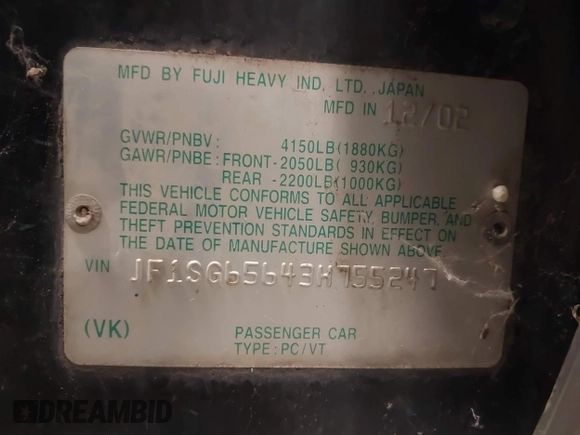 MFD BY FUJI HEAVY IND. LTD. JAPAN
MFD IN 12/02
GVWR/PNBV: 4150LB(1880KG)
GAWR/PNBE: FRONT-2050LB( 930KG)
REAR -2200LB(1000KG)
THIS VEHICLE CONFORMS TO ALL APPLICABLE
FEDERAL MOTOR VEHICLE SAFETY, BUMPER, AND
THEFT PREVENTION STANDARDS IN EFFECT ON
THE DATE OF MANUFACTURE SHOWN ABOVE.
VIN JF1SG65643H755247
(VK) PASSENGER CAR
TYPE: PC/VT
DREAMBID